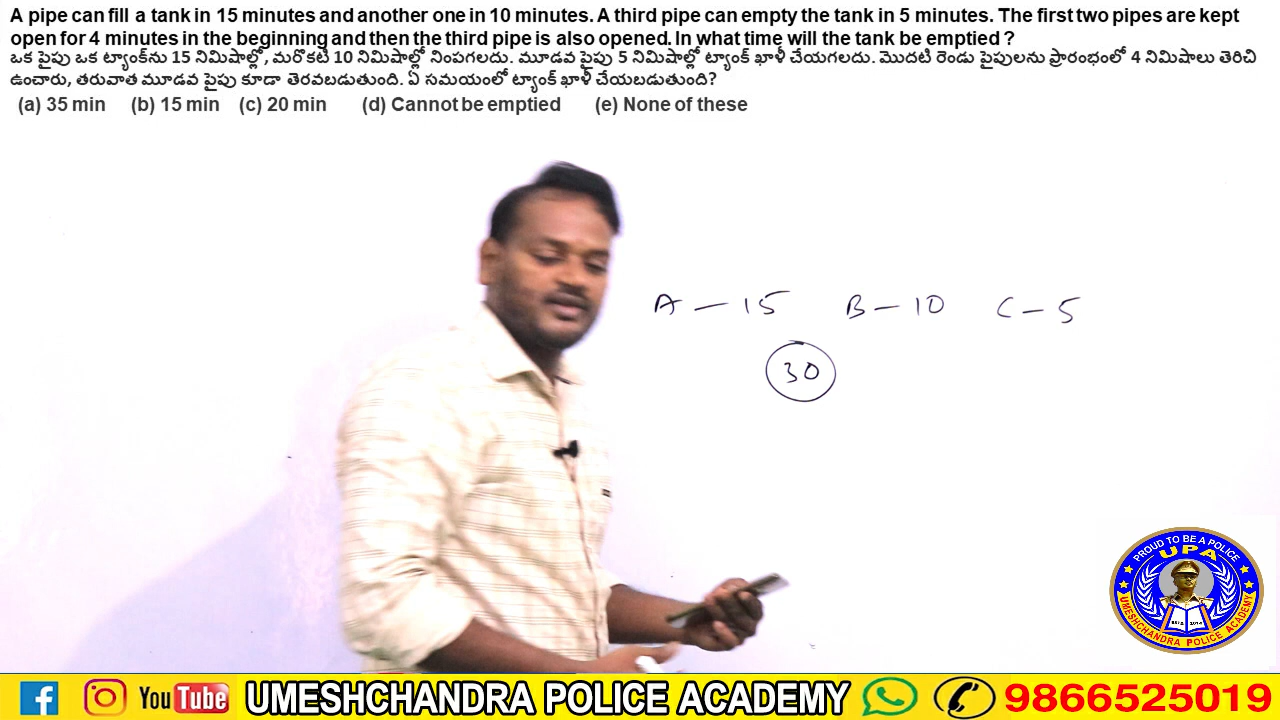 A pipe can fill a tank in 15 minutes and another one in 10 minutes. A third pipe can empty the tank in 5 minutes. The first two pipes are kept
open for 4 minutes in the beginning and then the third pipe is also opened. In what time will the tank be emptied ?
ఒక పైపు ఒక ట్యాంక్‌ను 15 నిమిషాల్లో, మరొకటి 10 నిమిషాల్లో నింపగలదు. మూడవ పైపు 5 నిమిషాల్లో ట్యాంక్ ఖాళీ చేయగలదు. మొదటి రెండు పైపులను ప్రారంభంలో 4 నిమిషాలు తెరిచి
ఉంచారు, తరువాత మూడవ పైపు కూడా తెరవబడుతుంది. ఏ సమయంలో ట్యాంక్ ఖాళీ చేయబడుతుంది?
(a) 35 min (b) 15 min (c) 20 min (d) Cannot be emptied (e) None of these
A – 15 B – 10 C – 5
30
PROUD TO BE A POLICE
UPA
UMESHCHANDRA POLICE ACADEMY
YouTube UMESHCHANDRA POLICE ACADEMY 9866525019